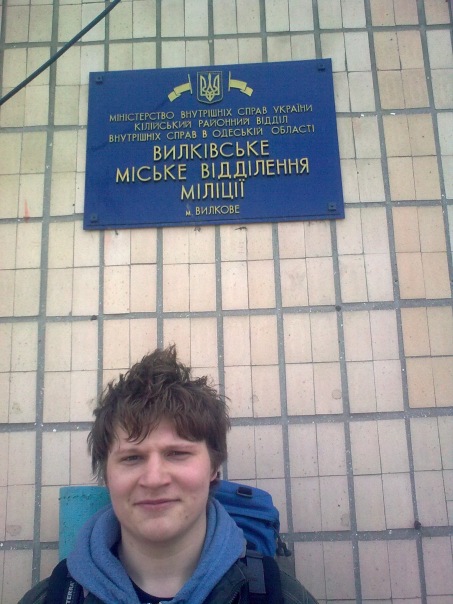 МІНІСТЕРСТВО ВНУТРІШНІХ СПРАВ УКРАЇНИ
КІЛІЙСЬКИЙ РАЙОННИЙ ВІДДІЛ
ВНУТРІШНІХ СПРАВ В ОДЕСЬКІЙ ОБЛАСТІ
ВИЛКІВСЬКЕ
МІСЬКЕ ВІДДІЛЕННЯ
МІЛІЦІЇ
м. ВИЛКОВЕ